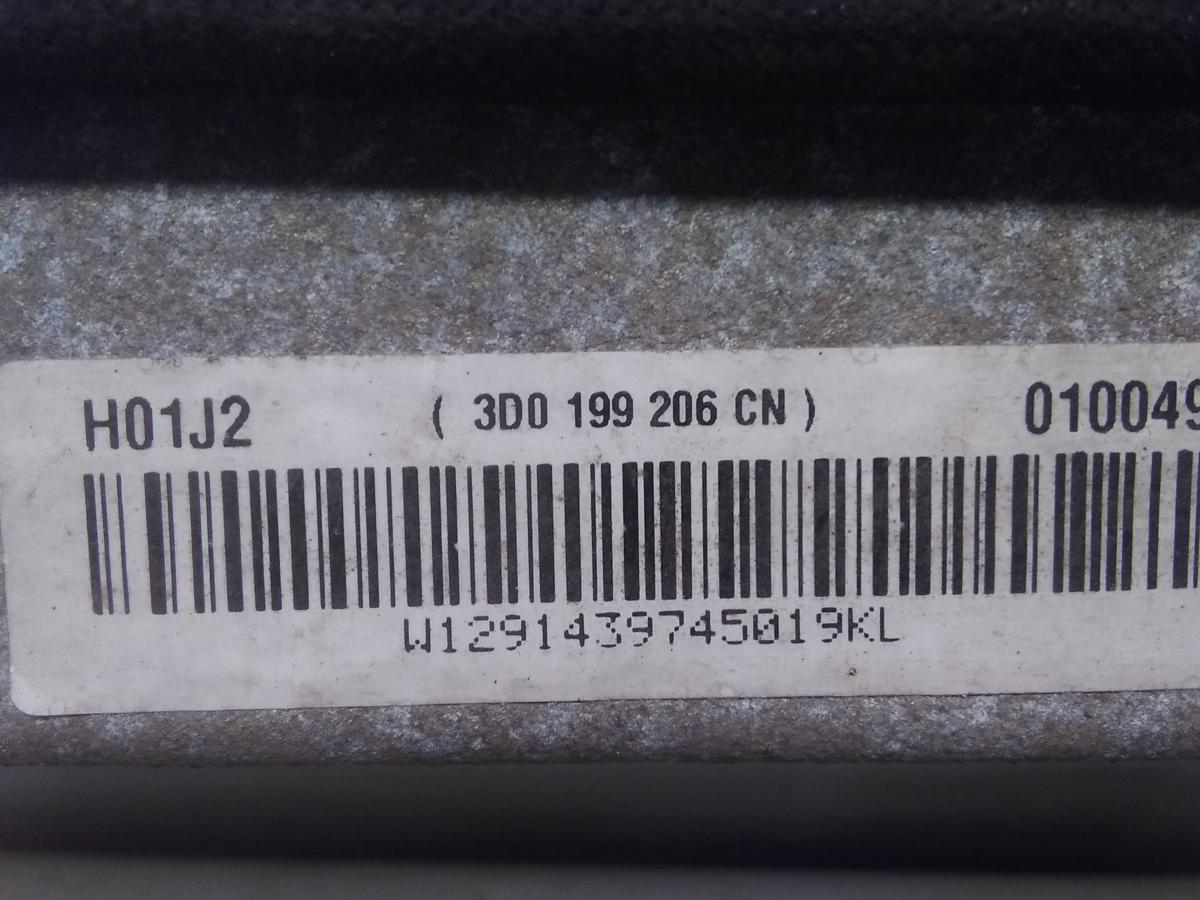 H01J2 ( 3D0 199 206 CN ) 010049
W1291439745019KL